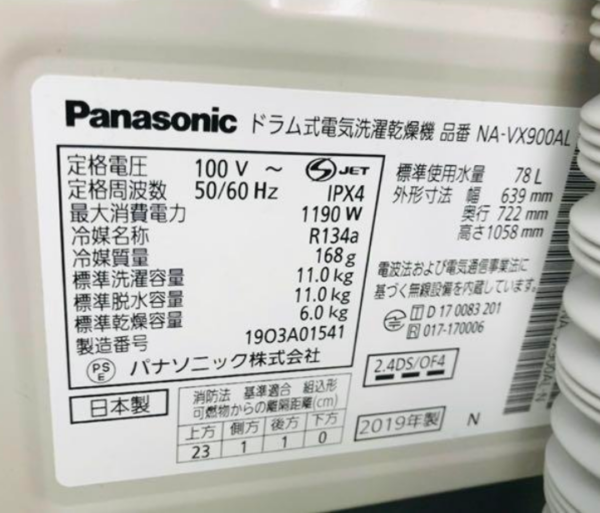 Panasonic ドラム式電気洗濯乾燥機 品番 NA-VX900AL
定格電圧 100 V ～ S JET
定格周波数 50/60 Hz IPX4
最大消費電力 1190 W
冷媒名称 R134a
冷媒質量 168 g
標準洗濯容量 11.0 kg
標準脱水容量 11.0 kg
標準乾燥容量 6.0 kg
製造番号 19O3A01541
PS E パナソニック株式会社
標準使用水量 78 L
外形寸法 幅 639 mm
奥行 722 mm
高さ 1058 mm
電波法および電気通信事業法に
基づく無線設備を内蔵しています。
T D 17 0083 201
R 017-170006
2.4DS/OF4
日本製
消防法 基準適合 組込形
可燃物からの離隔距離(cm)
上方 側方 後方 下方
23 1 1 0
2019年製 N